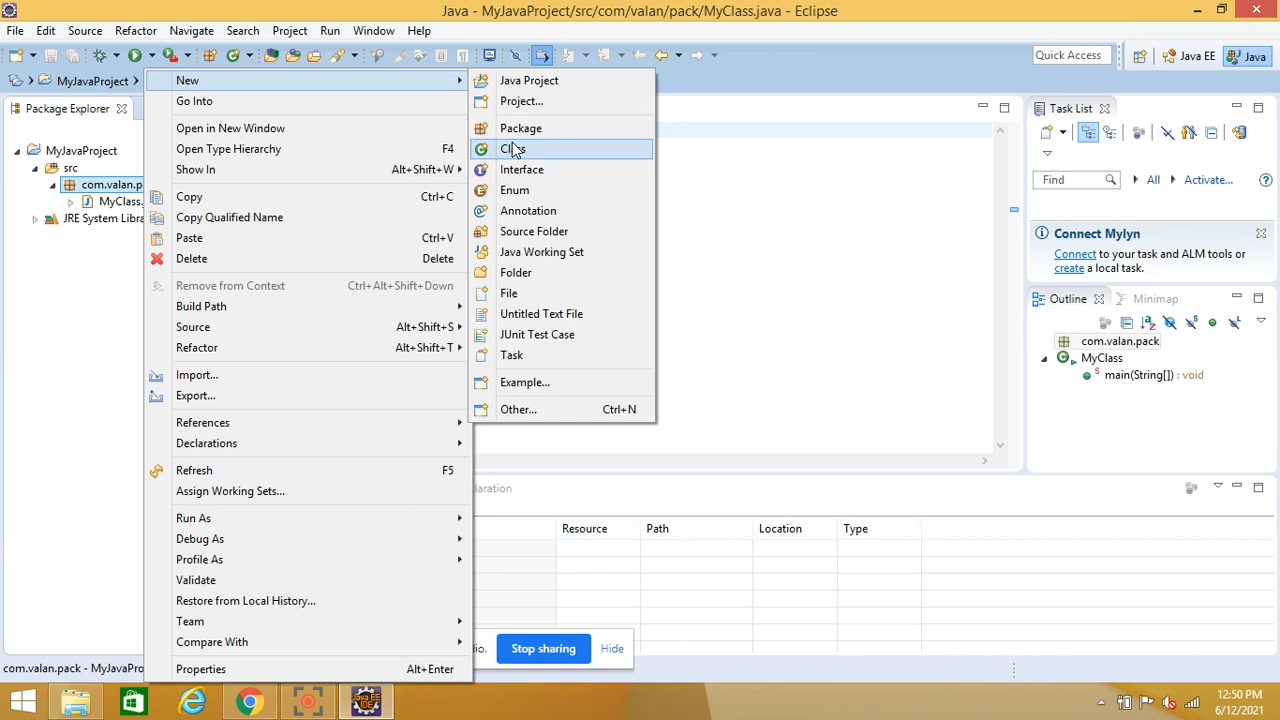 Java - MyJavaProject/src/com/valan/pack/MyClass.java - Eclipse
File Edit Source Refactor Navigate Search Project Run Window Help
Quick Access Java EE Java
MyJavaProject
New
Go Into
Open in New Window
Open Type Hierarchy F4
Show In Alt+Shift+W
Copy Ctrl+C
Copy Qualified Name
Paste Ctrl+V
Delete Delete
Remove from Context Ctrl+Alt+Shift+Down
Build Path
Source Alt+Shift+S
Refactor Alt+Shift+T
Import...
Export...
References
Declarations
Refresh F5
Assign Working Sets...
Run As
Debug As
Profile As
Validate
Restore from Local History...
Team
Compare With
Properties Alt+Enter
Java Project
Project...
Package
Interface
Enum
Annotation
Source Folder
Java Working Set
Folder
File
Untitled Text File
JUnit Test Case
Task
Example...
Other... Ctrl+N
Package Explorer
MyJavaProject
src
com.valan.p
MyClass.
JRE System Libra
Task List
Find All Activate...
Connect Mylyn
Connect to your task and ALM tools or
create a local task.
Outline Minimap
com.valan.pack
MyClass
main(String[]) : void
laration
Resource Path Location Type
io. Stop sharing Hide
com.valan.pack - MyJavaPro
Java EE
IDE
12:50 PM
6/12/2021